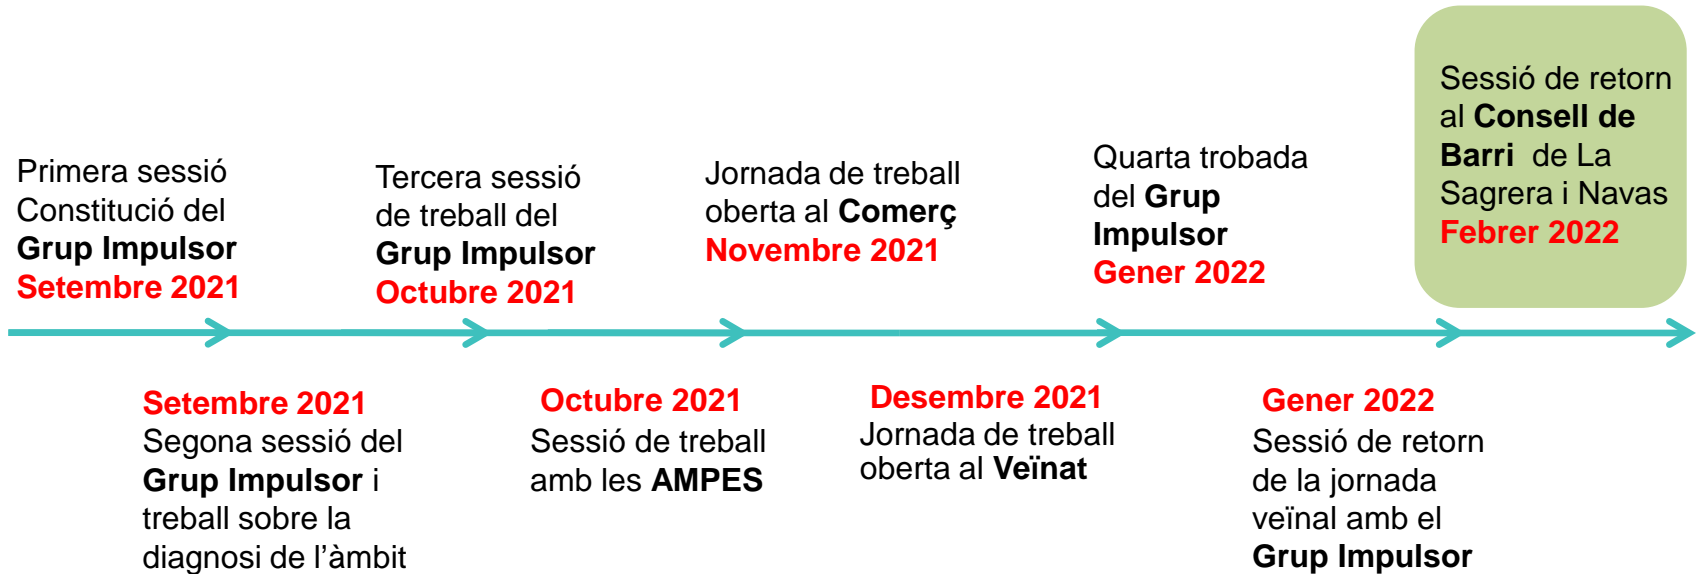 Primera sessió
Constitució del
Grup Impulsor
Setembre 2021
Setembre 2021
Segona sessió del
Grup Impulsor i
treball sobre la
diagnosi de l’àmbit
Tercera sessió
de treball del
Grup Impulsor
Octubre 2021
Octubre 2021
Sessió de treball
amb les AMPES
Jornada de treball
oberta al Comerç
Novembre 2021
Desembre 2021
Jornada de treball
oberta al Veïnat
Quarta trobada
del Grup
Impulsor
Gener 2022
Gener 2022
Sessió de retorn
de la jornada
veïnal amb el
Grup Impulsor
Sessió de retorn
al Consell de
Barri de La
Sagrera i Navas
Febrer 2022